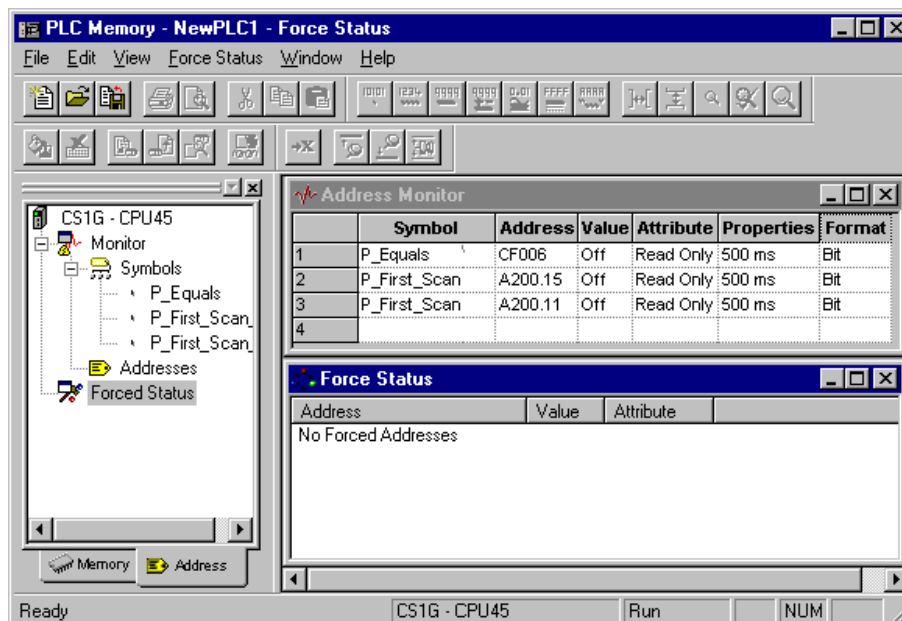 PLC Memory - NewPLC1 - Force Status
File Edit View Force Status Window Help
CS1G - CPU45
Monitor
Symbols
P_Equals
P_First_Scan_
P_First_Scan_
Addresses
Forced Status
Memory Address
Address Monitor
Symbol Address Value Attribute Properties Format
1 P_Equals CF006 Off Read Only 500 ms Bit
2 P_First_Scan A200.15 Off Read Only 500 ms Bit
3 P_First_Scan A200.11 Off Read Only 500 ms Bit
4
Force Status
Address Value Attribute
No Forced Addresses
Ready CS1G - CPU45 Run NUM